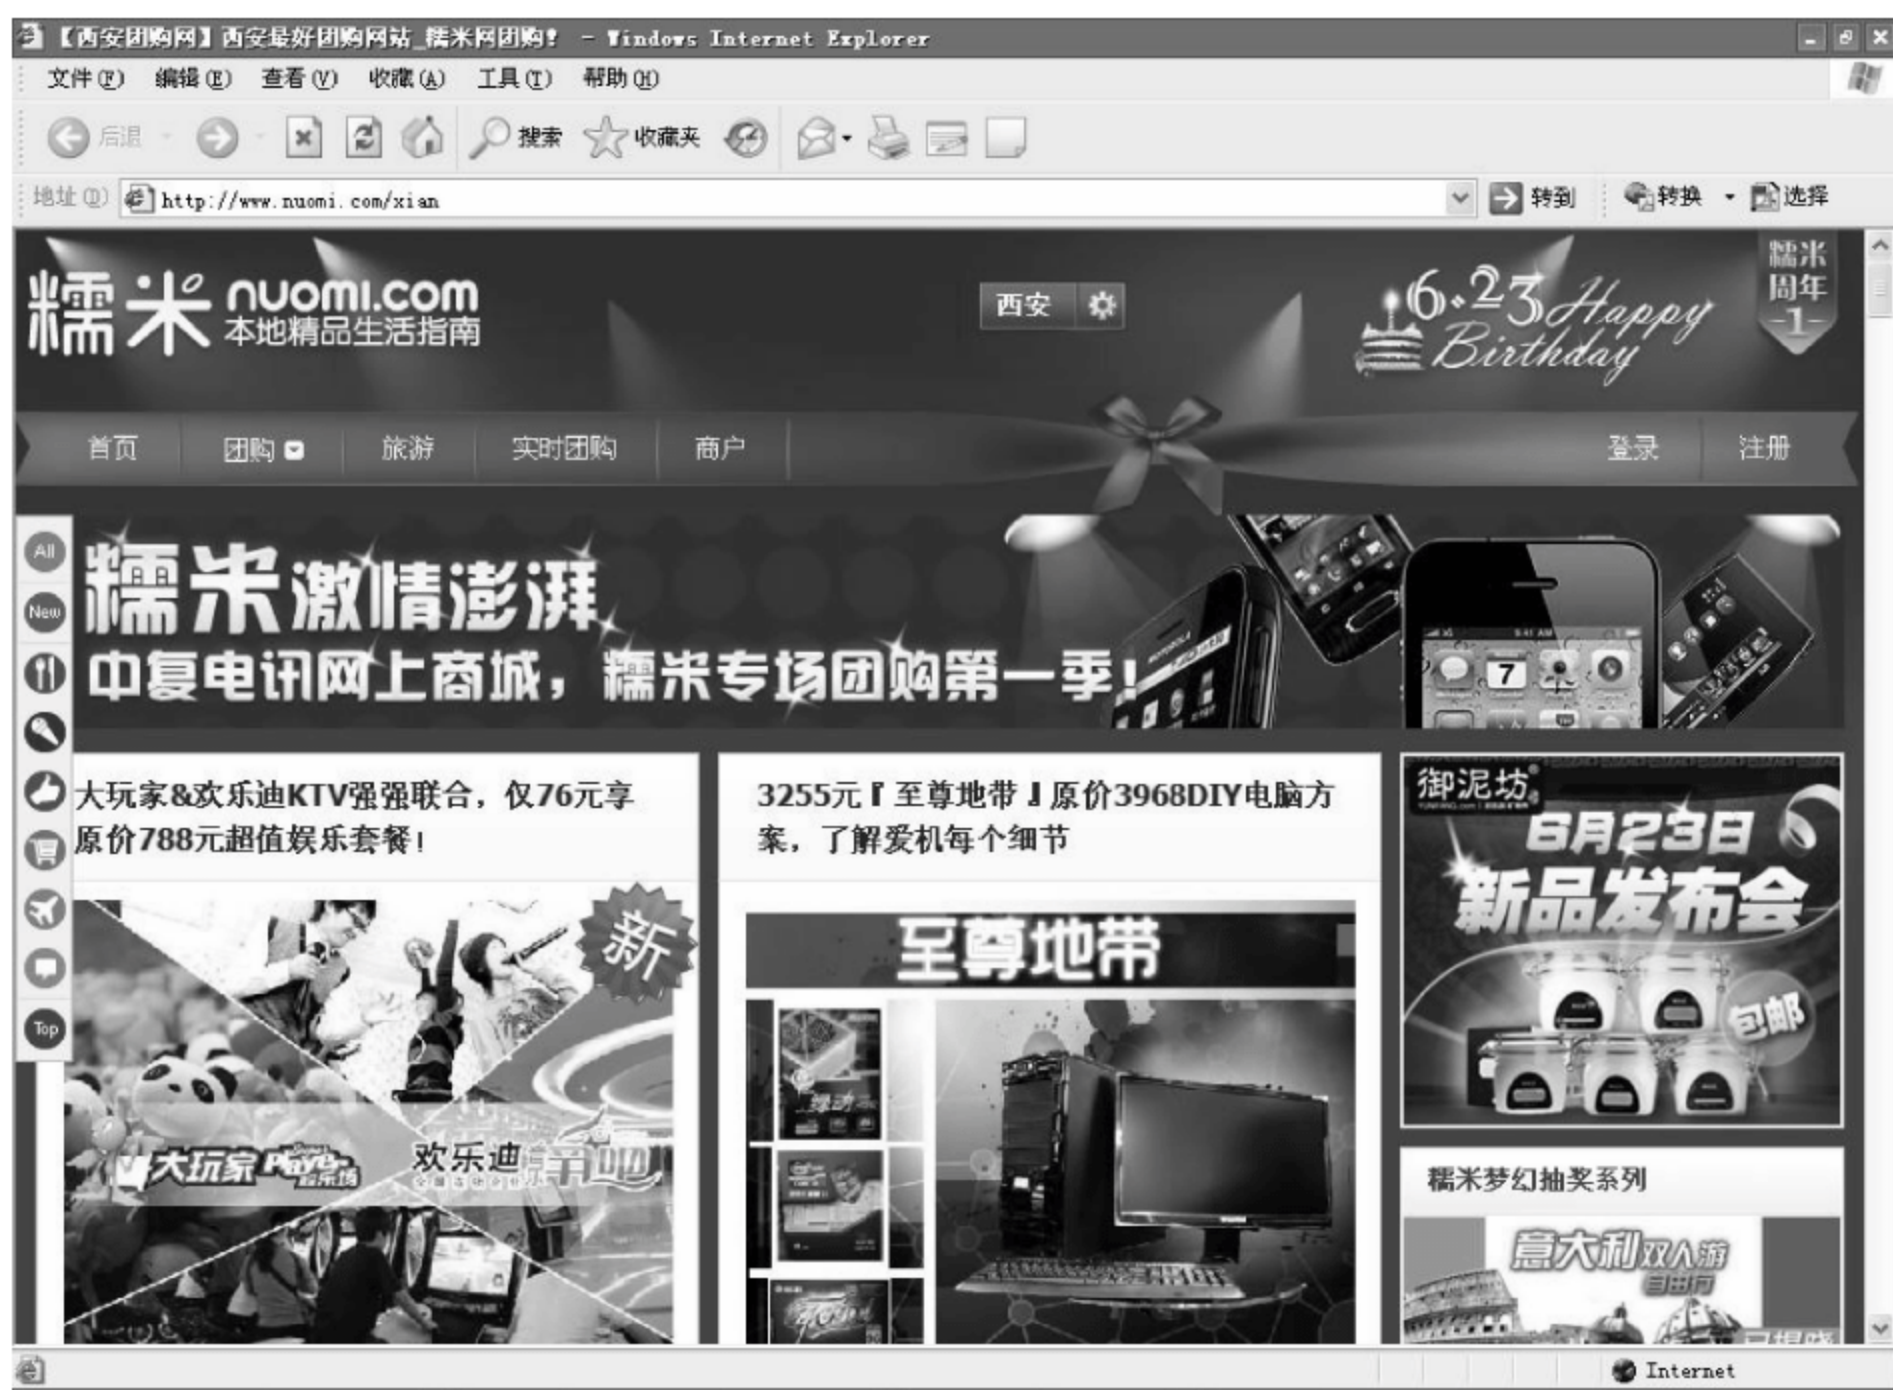 【西安团购网】西安最好团购网站_糯米网团购! - Windows Internet Explorer
文件(F) 编辑(E) 查看(V) 收藏(A) 工具(T) 帮助(H)
后退 搜索 收藏夹
地址(D) http://www.nuomi.com/xian 转到 转换 选择
糯米 nuomi.com
本地精品生活指南
西安
6.23 Happy
Birthday
糯米
周年
-1-
首页 团购 旅游 实时团购 商户 登录 注册
All
New
Top
糯米激情澎湃
中复电讯网上商城，糯米专场团购第一季!
大玩家&欢乐迪KTV强强联合，仅76元享
原价788元超值娱乐套餐!
新
大玩家 Player
欢乐迪
3255元『至尊地带』原价3968DIY电脑方
案，了解爱机每个细节
至尊地带
御泥坊
6月23日
新品发布会
包邮
糯米梦幻抽奖系列
意大利双人游
自由行
已揭晓
Internet